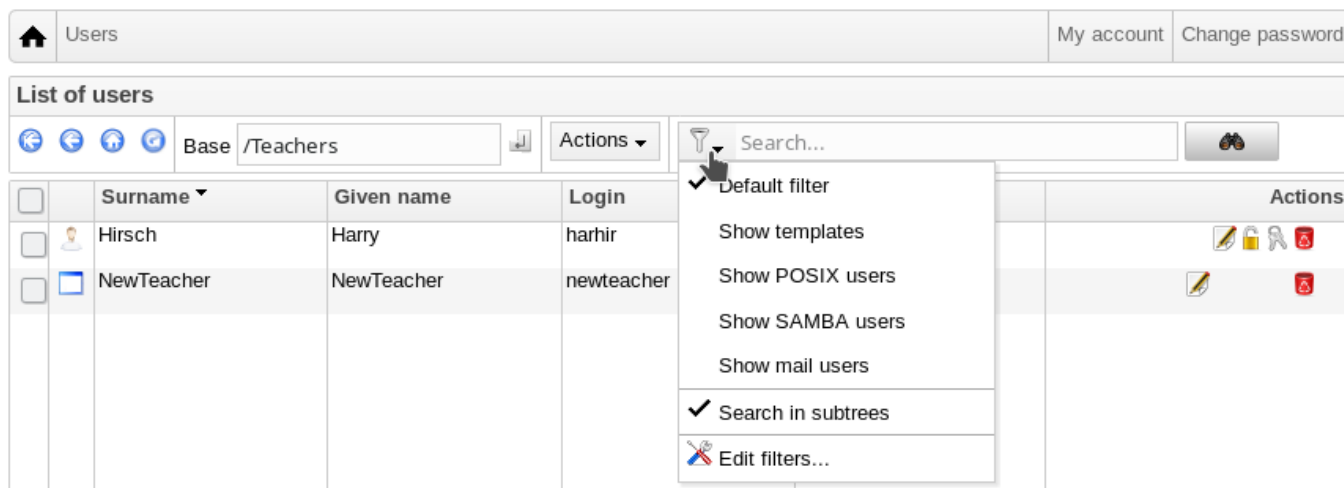 Users My account Change password
List of users
Base /Teachers Actions Search...
Surname Given name Login Actions
Default filter
Hirsch Harry harhir
Show templates
NewTeacher NewTeacher newteacher
Show POSIX users
Show SAMBA users
Show mail users
Search in subtrees
Edit filters...